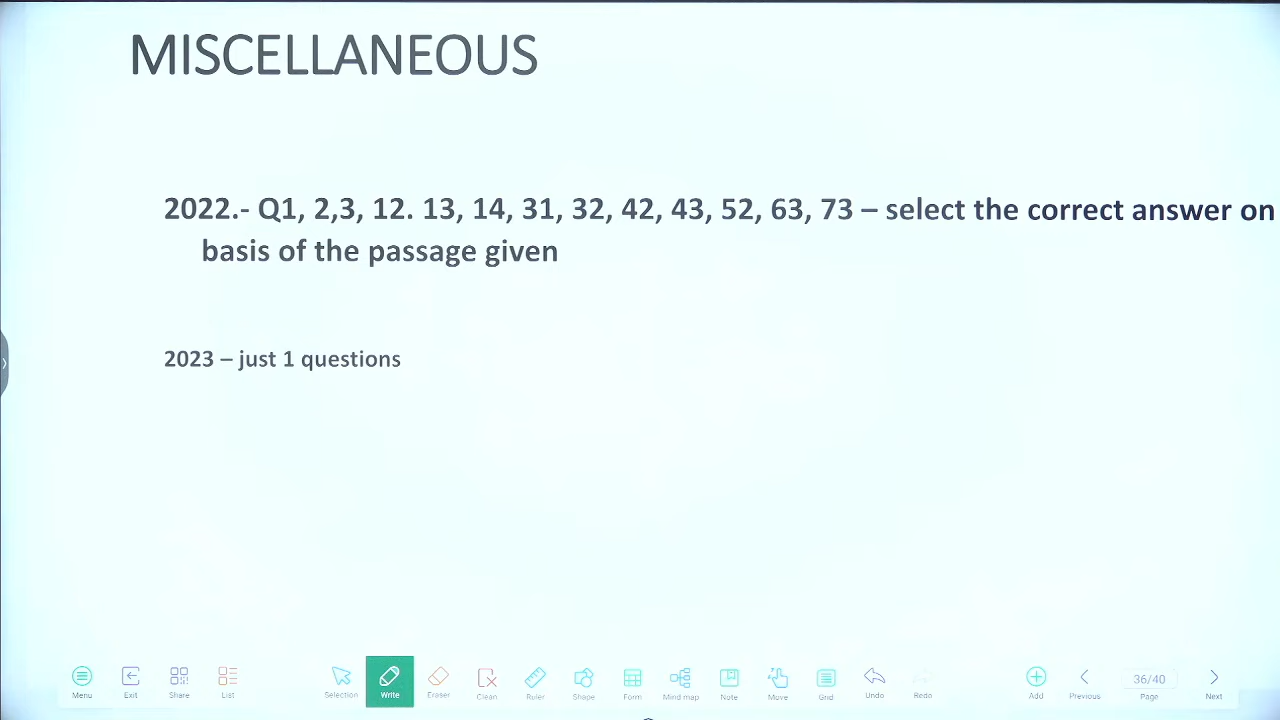 MISCELLANEOUS
2022.- Q1, 2,3, 12. 13, 14, 31, 32, 42, 43, 52, 63, 73 – select the correct answer on
basis of the passage given
2023 – just 1 questions
Menu Exit Share List Selection Write Eraser Clean Ruler Shape Form Mind map Note Move Grid Undo Redo Add Previous 36/40 Page Next